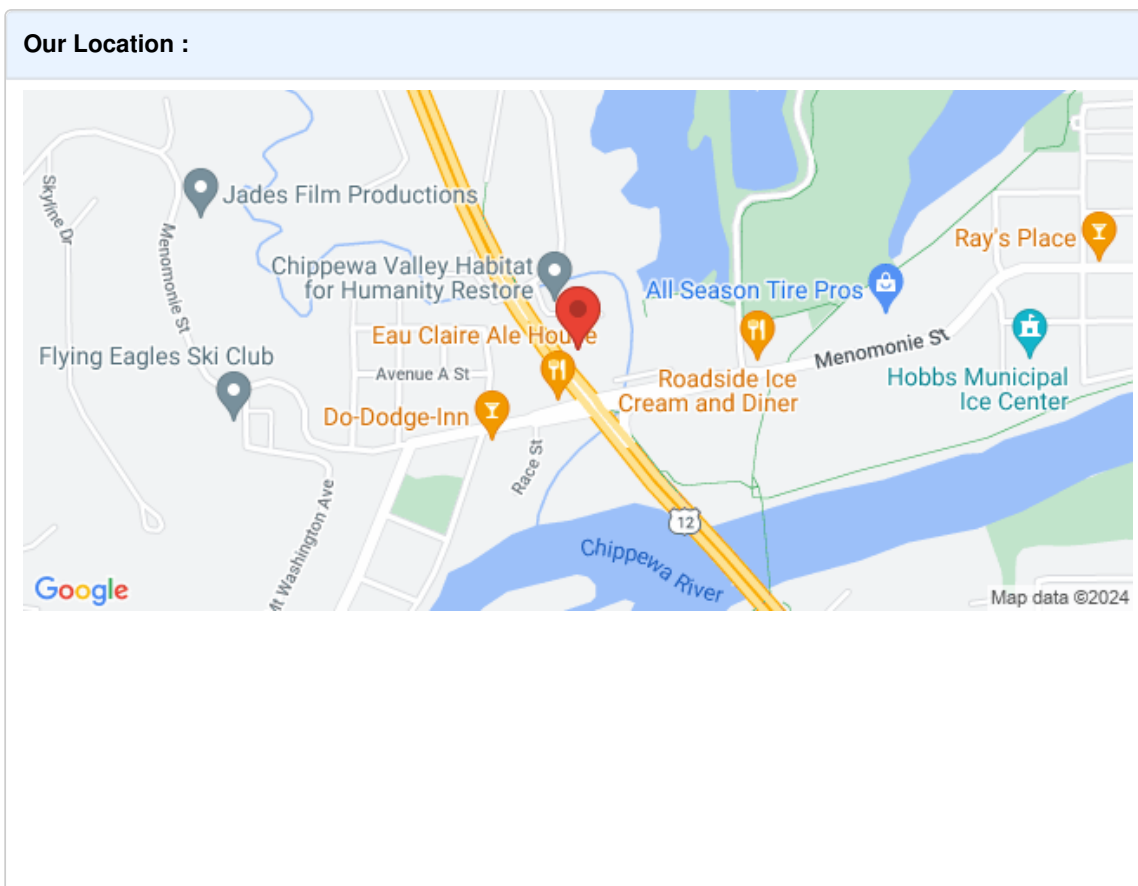 Our Location :
Skyline Dr
Menomonie St
Jades Film Productions
Chippewa Valley Habitat
for Humanity Restore
Ray's Place
All Season Tire Pros
Eau Claire Ale House
Flying Eagles Ski Club
Avenue A St
Menomonie St
Roadside Ice
Cream and Diner
Hobbs Municipal
Ice Center
Do-Dodge-Inn
Race St
Mt Washington Ave
12
Chippewa River
Google
Map data ©2024